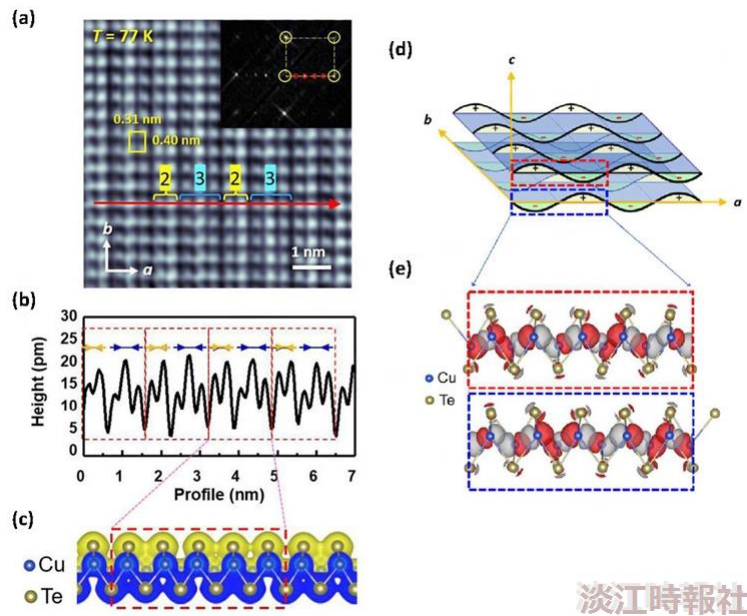 (a)
T = 77 K
0.31 nm
0.40 nm
2 3 2 3
b
a
1 nm
(b)
Height (pm)
30
25
20
15
10
5
0
0 1 2 3 4 5 6 7
Profile (nm)
(c)
Cu
Te
(d)
c
b
a
+ + - - + + - - + + - -
(e)
Cu
Te
淡江時報社